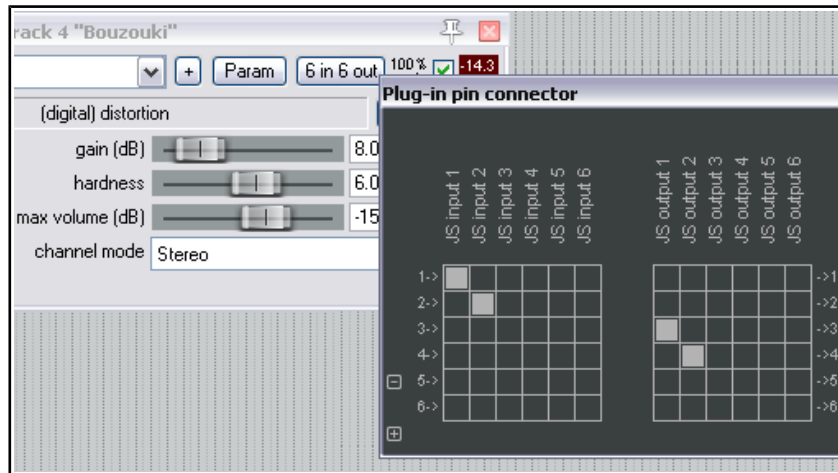 rack 4 "Bouzouki"
+ Param 6 in 6 out 100% -14.3
Plug-in pin connector
(digital) distortion
gain (dB) 8.0
hardness 6.0
max volume (dB) -15
channel mode Stereo
JS input 1 JS input 2 JS input 3 JS input 4 JS input 5 JS input 6
JS output 1 JS output 2 JS output 3 JS output 4 JS output 5 JS output 6
1-> ->1
2-> ->2
3-> ->3
4-> ->4
5-> ->5
6-> ->6